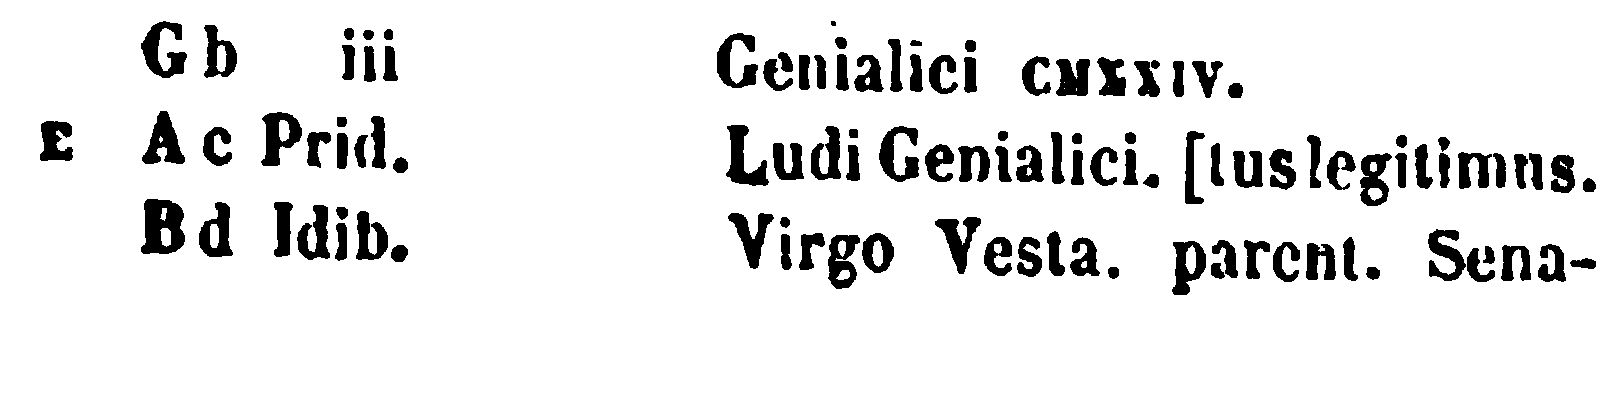 G b iii Genialici CMXXIV.
E A c Prid. Ludi Genialici. [tus legitimus.
B d Idib. Virgo Vesta. parent. Sena-